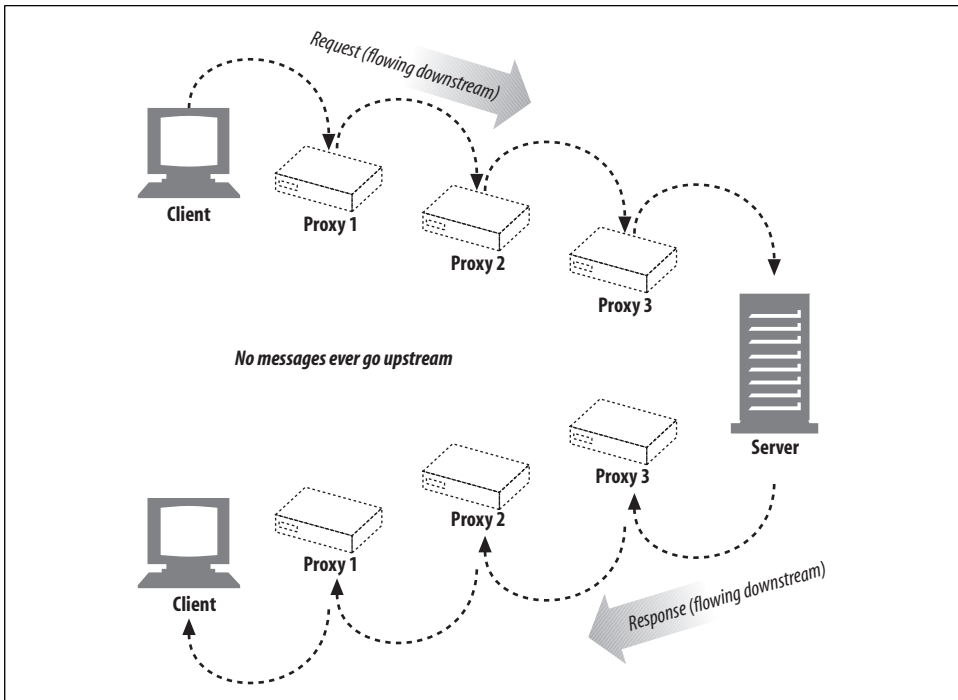 Request (flowing downstream)
Client
Proxy 1
Proxy 2
Proxy 3
No messages ever go upstream
Server
Proxy 3
Proxy 2
Proxy 1
Client
Response (flowing downstream)